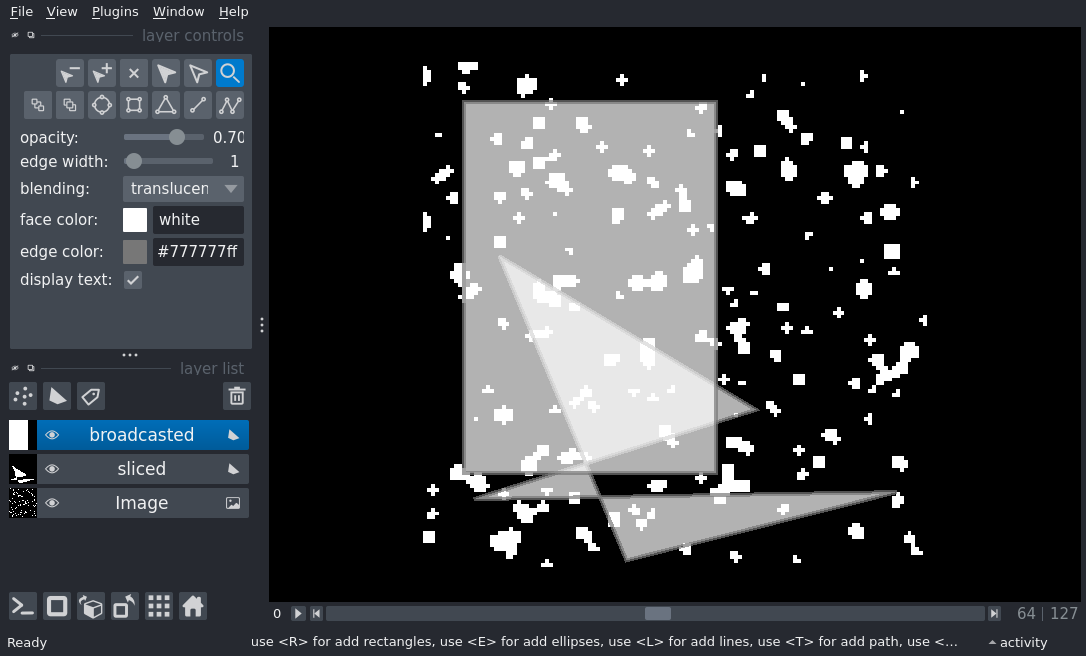 File View Plugins Window Help
layer controls
opacity: 0.70
edge width: 1
blending: translucen
face color: white
edge color: #777777ff
display text:
layer list
broadcasted
sliced
Image
0 64 127
Ready use <R> for add rectangles, use <E> for add ellipses, use <L> for add lines, use <T> for add path, use <... activity